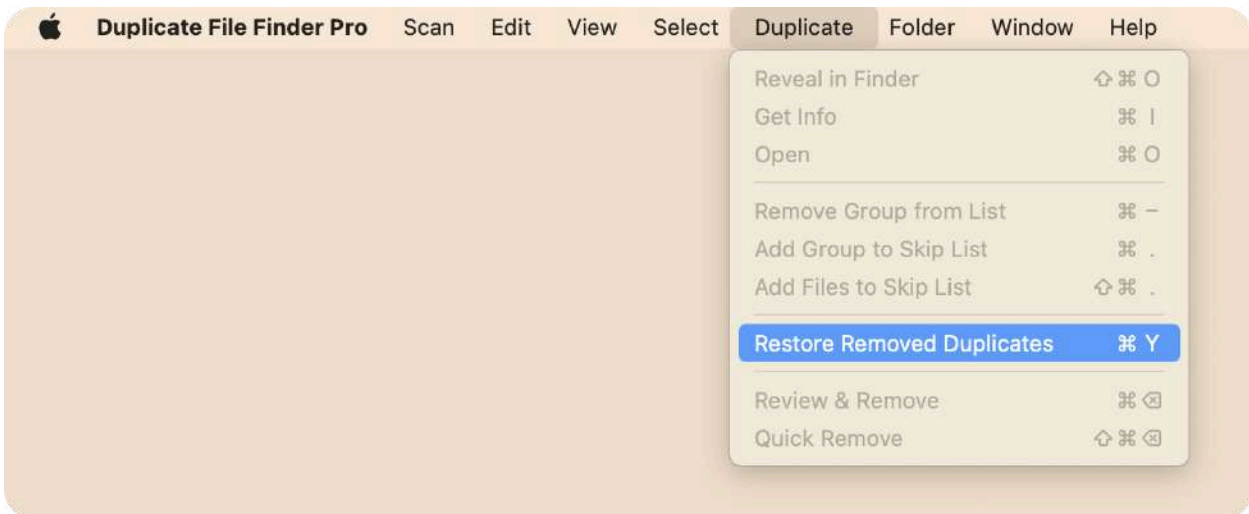 Duplicate File Finder Pro Scan Edit View Select Duplicate Folder Window Help
Reveal in Finder ⇧ ⌘ O
Get Info ⌘ I
Open ⌘ O
Remove Group from List ⌘ −
Add Group to Skip List ⌘ .
Add Files to Skip List ⇧ ⌘ .
Restore Removed Duplicates ⌘ Y
Review & Remove ⌘ ⌫
Quick Remove ⇧ ⌘ ⌫